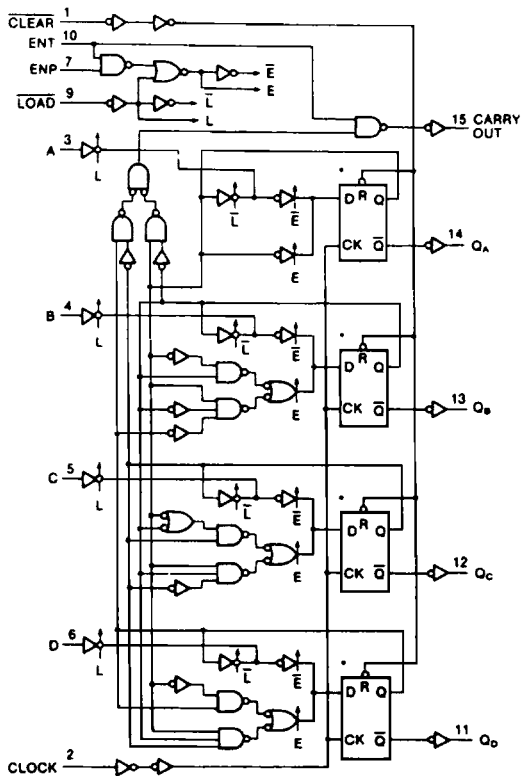 CLEAR 1
ENT 10
ENP 7
E̅
E
LOAD 9
L̅
L
15 CARRY OUT
A 3
L
L̅
E̅
E
D R Q
CK Q̅
14 QA
B 4
L
L̅
E̅
E
D R Q
CK Q̅
13 QB
C 5
L
L̅
E̅
E
D R Q
CK Q̅
12 QC
D 6
L
L̅
E̅
E
D R Q
CK Q̅
11 QD
CLOCK 2